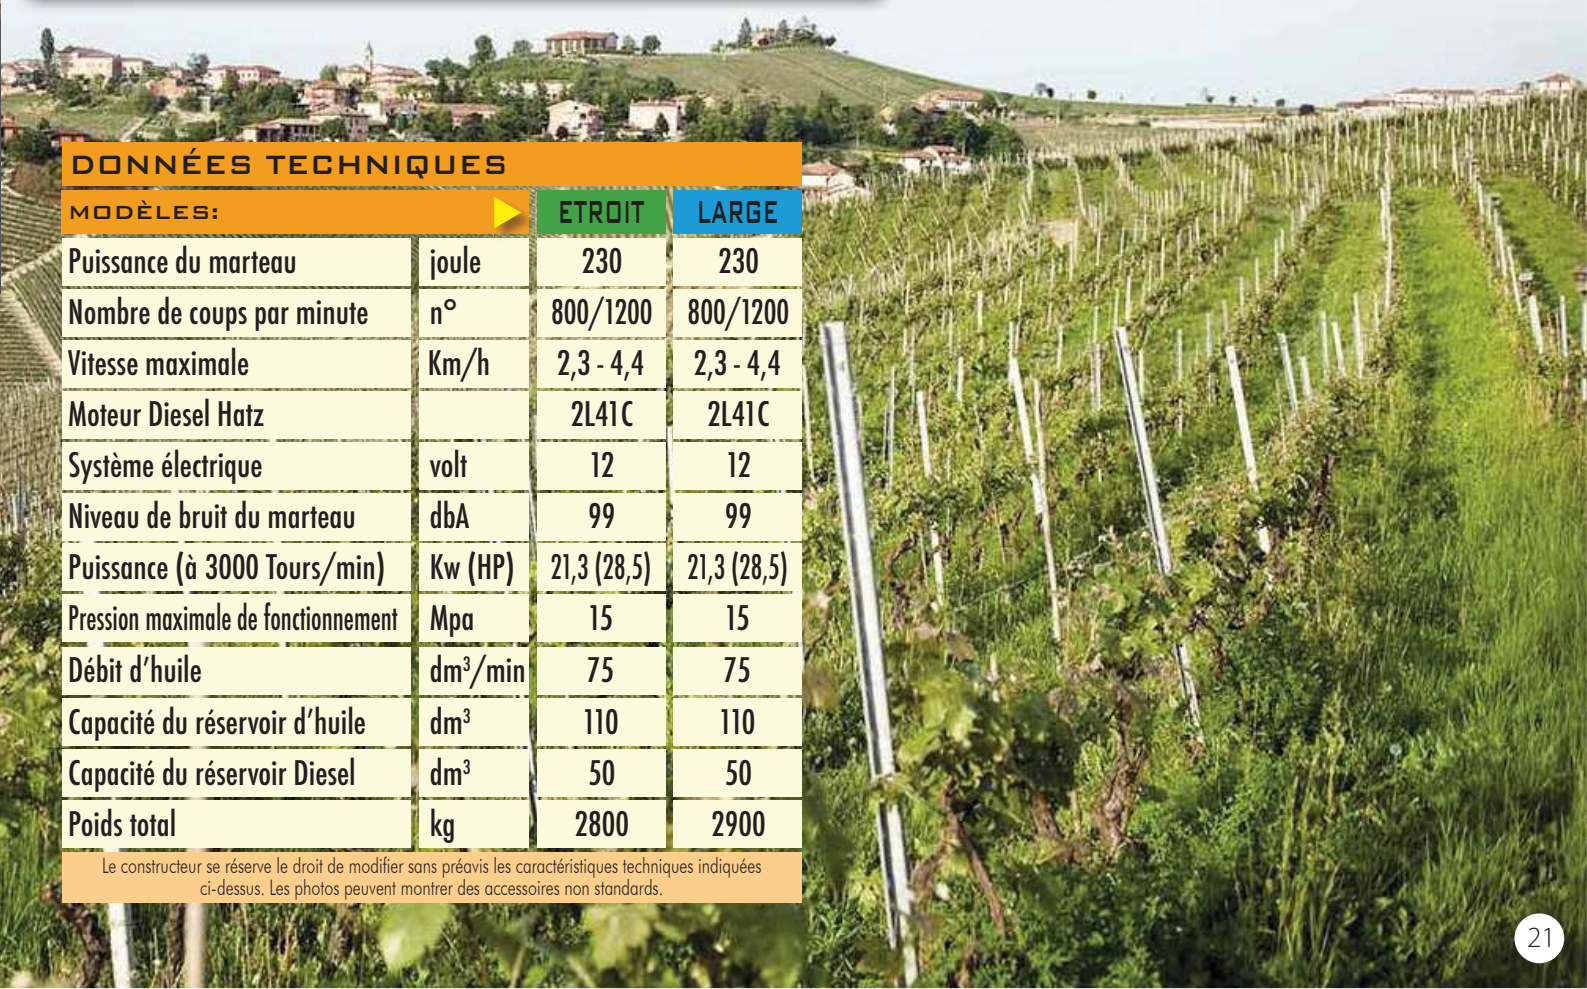 DONNÉES TECHNIQUES
MODÈLES: ETROIT LARGE
Puissance du marteau joule 230 230
Nombre de coups par minute n° 800/1200 800/1200
Vitesse maximale Km/h 2,3 - 4,4 2,3 - 4,4
Moteur Diesel Hatz 2L41C 2L41C
Système électrique volt 12 12
Niveau de bruit du marteau dbA 99 99
Puissance (à 3000 Tours/min) Kw (HP) 21,3 (28,5) 21,3 (28,5)
Pression maximale de fonctionnement Mpa 15 15
Débit d’huile dm³/min 75 75
Capacité du réservoir d’huile dm³ 110 110
Capacité du réservoir Diesel dm³ 50 50
Poids total kg 2800 2900
Le constructeur se réserve le droit de modifier sans préavis les caractéristiques techniques indiquées
ci-dessus. Les photos peuvent montrer des accessoires non standards.
21